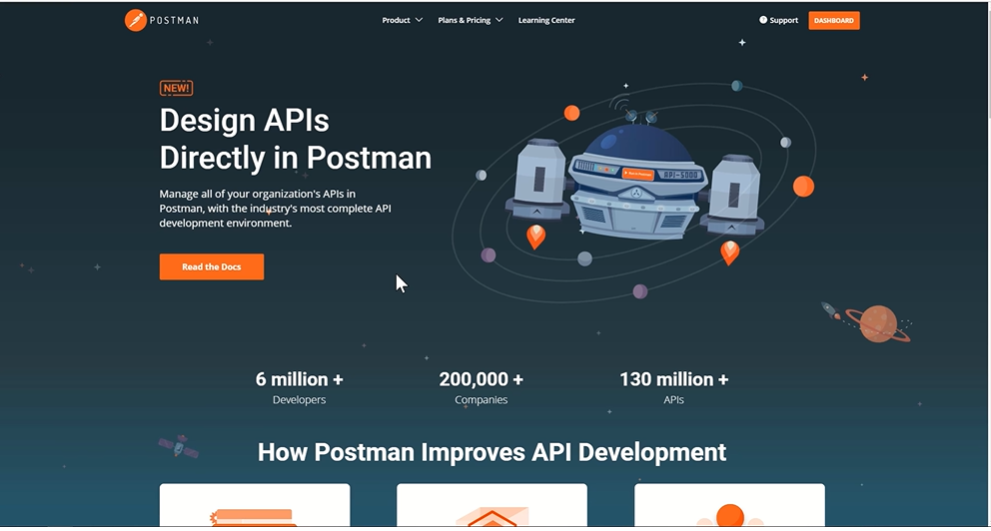 POSTMAN
Product
Plans & Pricing
Learning Center
Support
DASHBOARD
NEW!
Design APIs
Directly in Postman
Manage all of your organization's APIs in
Postman, with the industry's most complete API
development environment.
Read the Docs
API-5000
6 million +
Developers
200,000 +
Companies
130 million +
APIs
How Postman Improves API Development